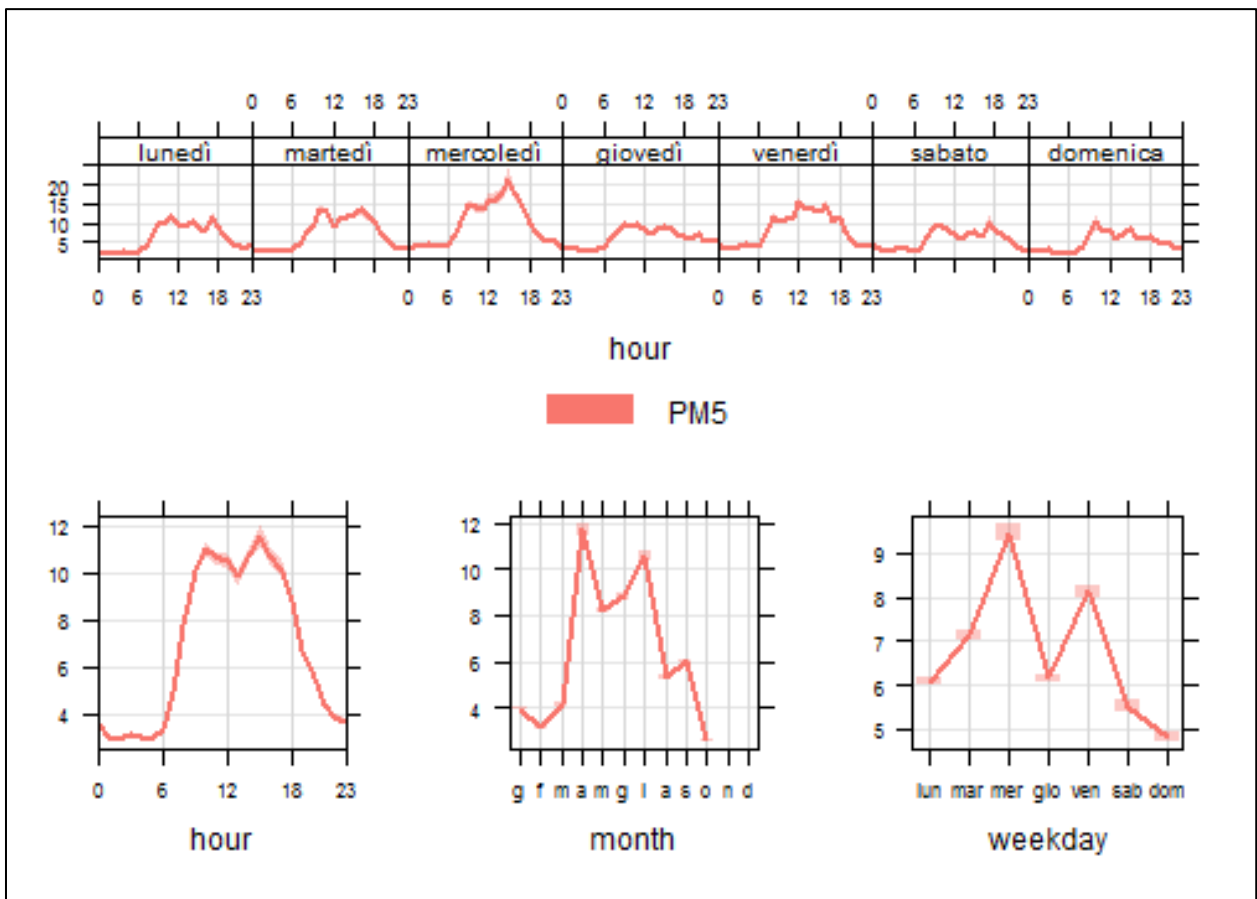 0 6 12 18 23 0 6 12 18 23 0 6 12 18 23
lunedì martedì mercoledì giovedì venerdì sabato domenica
20
15
10
5
0 6 12 18 23 0 6 12 18 23 0 6 12 18 23 0 6 12 18 23
hour
PM5
12
10
8
6
4
0 6 12 18 23
hour
12
10
8
6
4
g f m a m g l a s o n d
month
9
8
7
6
5
lun mar mer gio ven sab dom
weekday